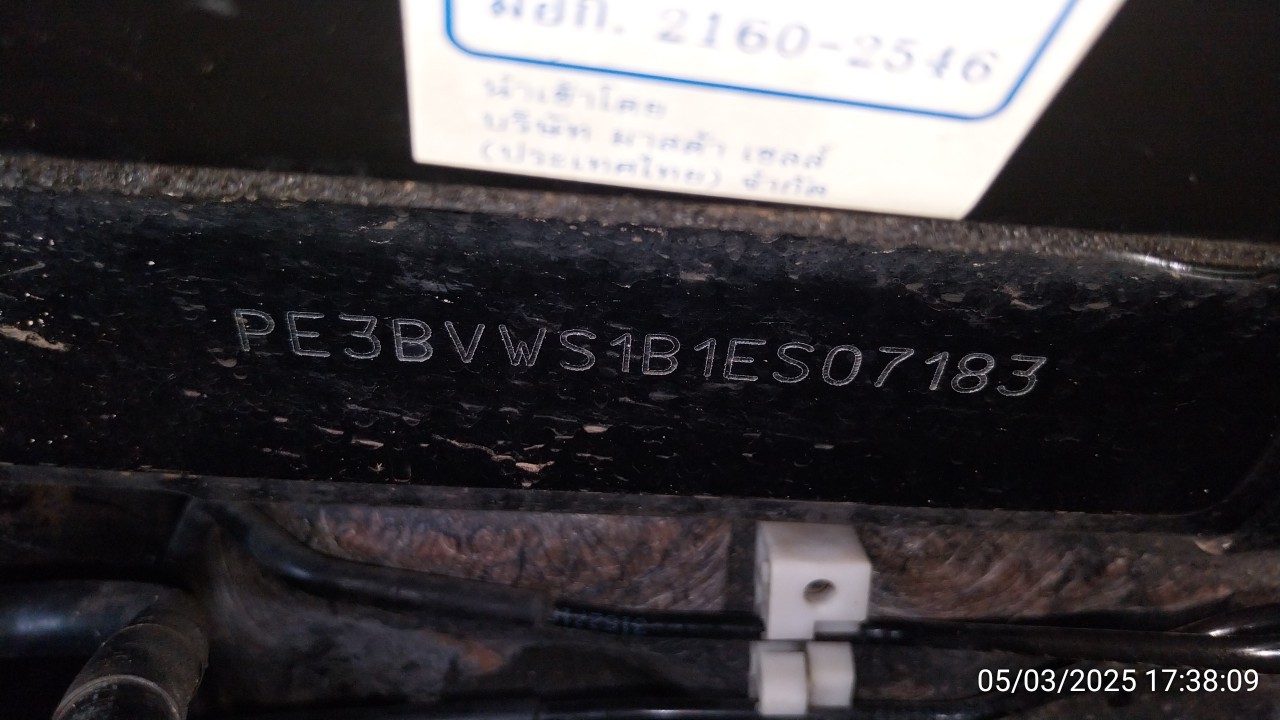 มอก. 2160-2546
นำเข้าโดย
บริษัท มาสด้า เซลส์
(ประเทศไทย) จำกัด
PE3BVWS1B1ES07183
05/03/2025 17:38:09